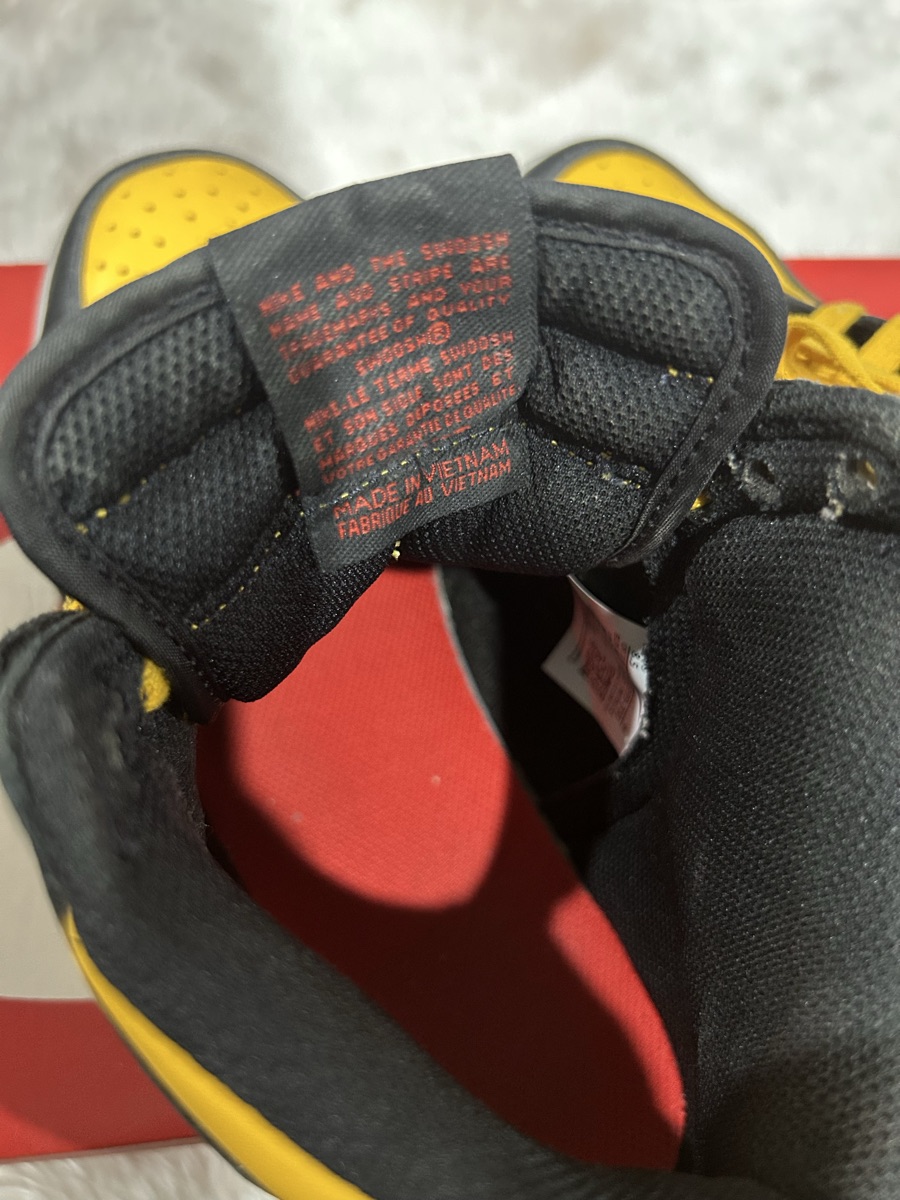 NIKE AND THE SWOOSH
NAME AND STRIPE ARE
TRADEMARKS AND YOUR
GUARANTEE OF QUALITY
SWOOSH®
NIKE LE TERME SWOOSH
ET SON SIGIF SONT DES
MARQUES DEPOSEES ET
VOTRE GARANTIE DE QUALITE
MADE IN VIETNAM
FABRIQUE AU VIETNAM